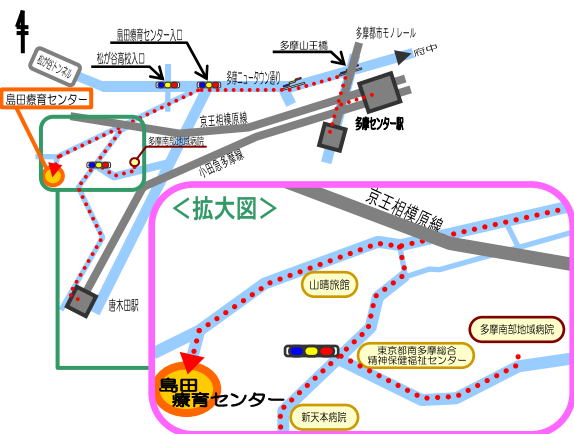 島田療育センター入口
多摩都市モノレール
多摩山王橋
府中
松が谷高校入口
松が谷トンネル
多摩ニュータウン通り
島田療育センター
京王相模原線
多摩センター駅
多摩南部地域病院
小田急多摩線
<拡大図>
京王相模原線
山晴旅館
唐木田駅
多摩南部地域病院
東京都南多摩総合
精神保健福祉センター
島田
療育センター
新天本病院